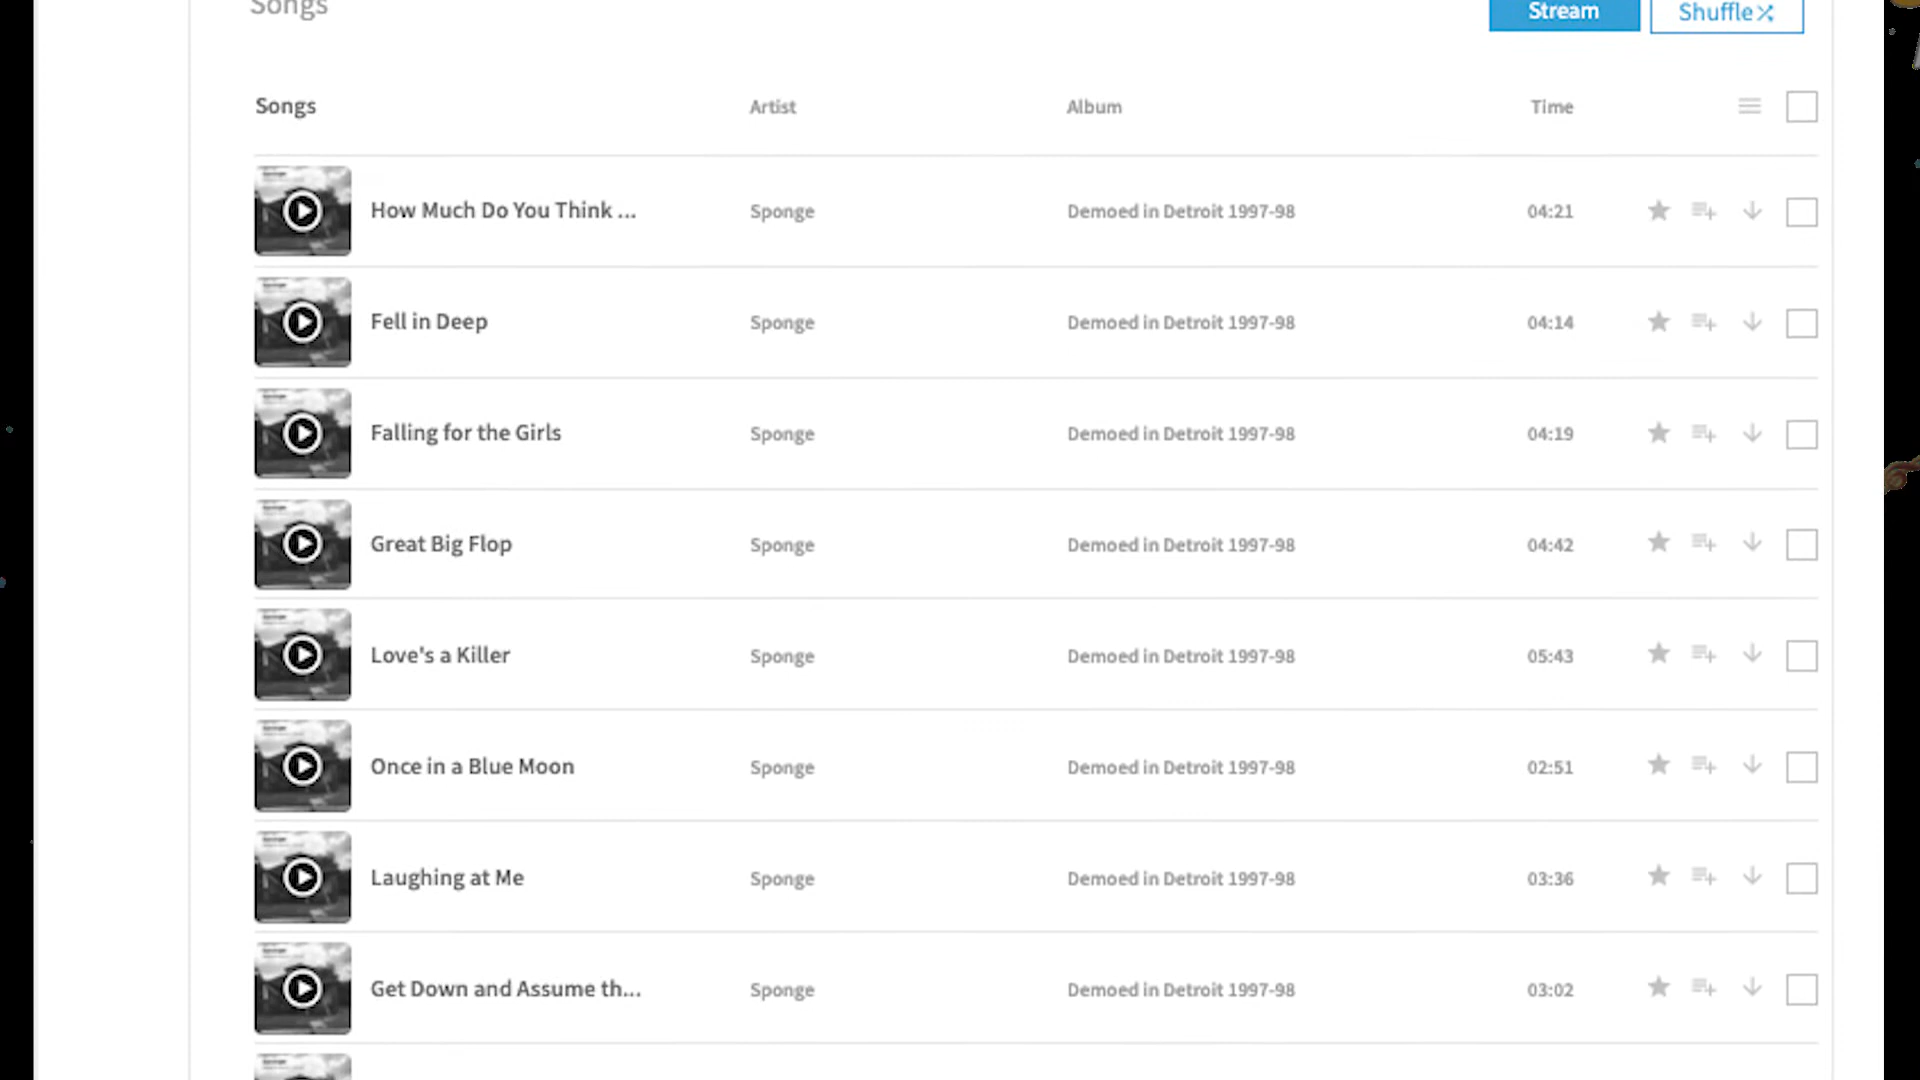 Songs
Stream
Shuffle
Songs Artist Album Time
How Much Do You Think ... Sponge Demoed in Detroit 1997-98 04:21
Fell in Deep Sponge Demoed in Detroit 1997-98 04:14
Falling for the Girls Sponge Demoed in Detroit 1997-98 04:19
Great Big Flop Sponge Demoed in Detroit 1997-98 04:42
Love's a Killer Sponge Demoed in Detroit 1997-98 05:43
Once in a Blue Moon Sponge Demoed in Detroit 1997-98 02:51
Laughing at Me Sponge Demoed in Detroit 1997-98 03:36
Get Down and Assume th... Sponge Demoed in Detroit 1997-98 03:02